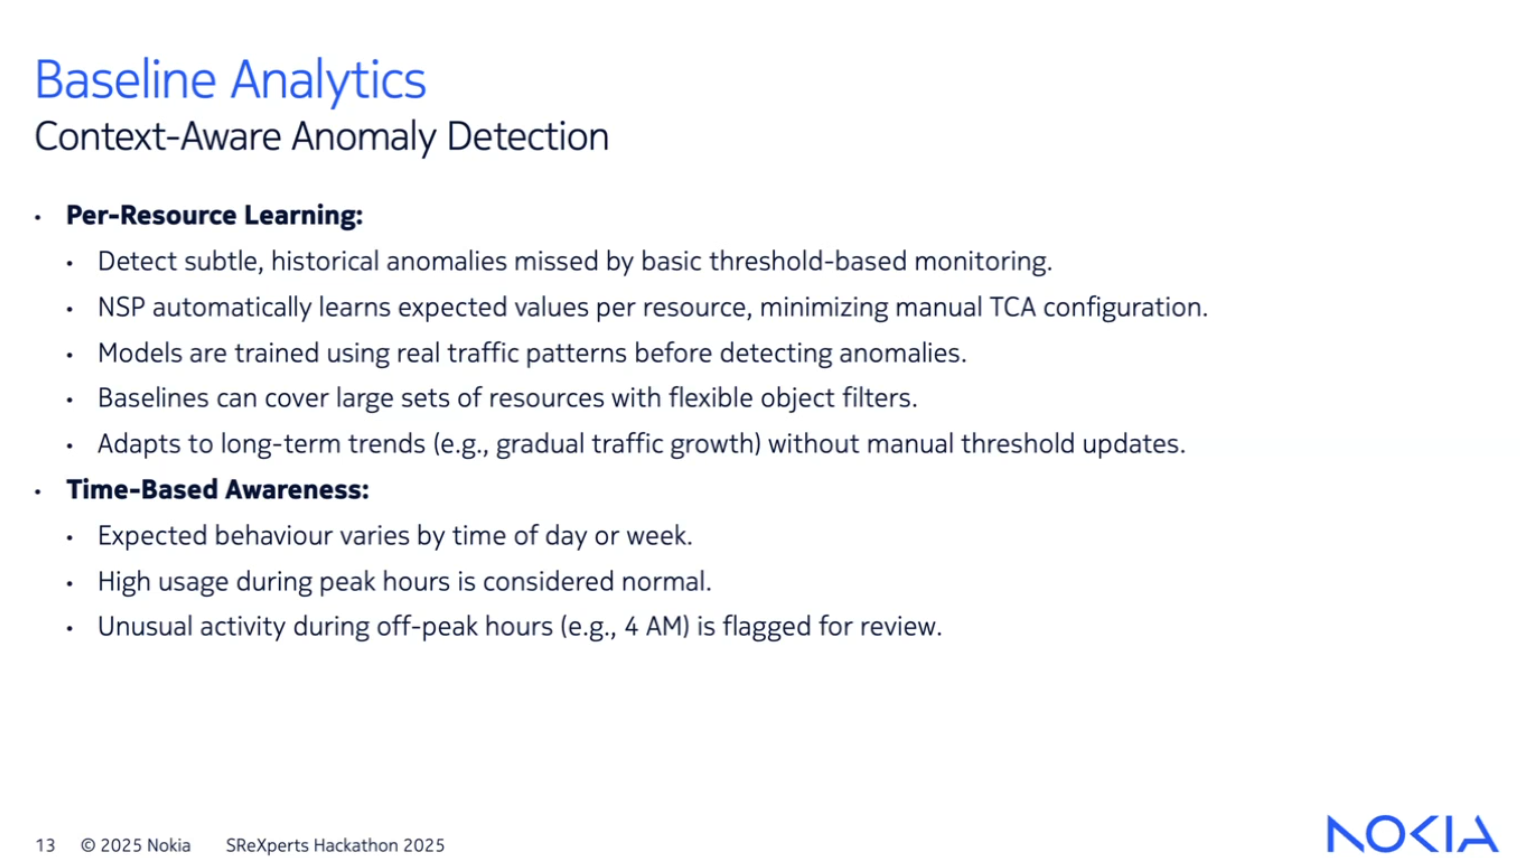 Baseline Analytics
Context-Aware Anomaly Detection
• Per-Resource Learning:
• Detect subtle, historical anomalies missed by basic threshold-based monitoring.
• NSP automatically learns expected values per resource, minimizing manual TCA configuration.
• Models are trained using real traffic patterns before detecting anomalies.
• Baselines can cover large sets of resources with flexible object filters.
• Adapts to long-term trends (e.g., gradual traffic growth) without manual threshold updates.
• Time-Based Awareness:
• Expected behaviour varies by time of day or week.
• High usage during peak hours is considered normal.
• Unusual activity during off-peak hours (e.g., 4 AM) is flagged for review.
13 © 2025 Nokia SReXperts Hackathon 2025
NOKIA